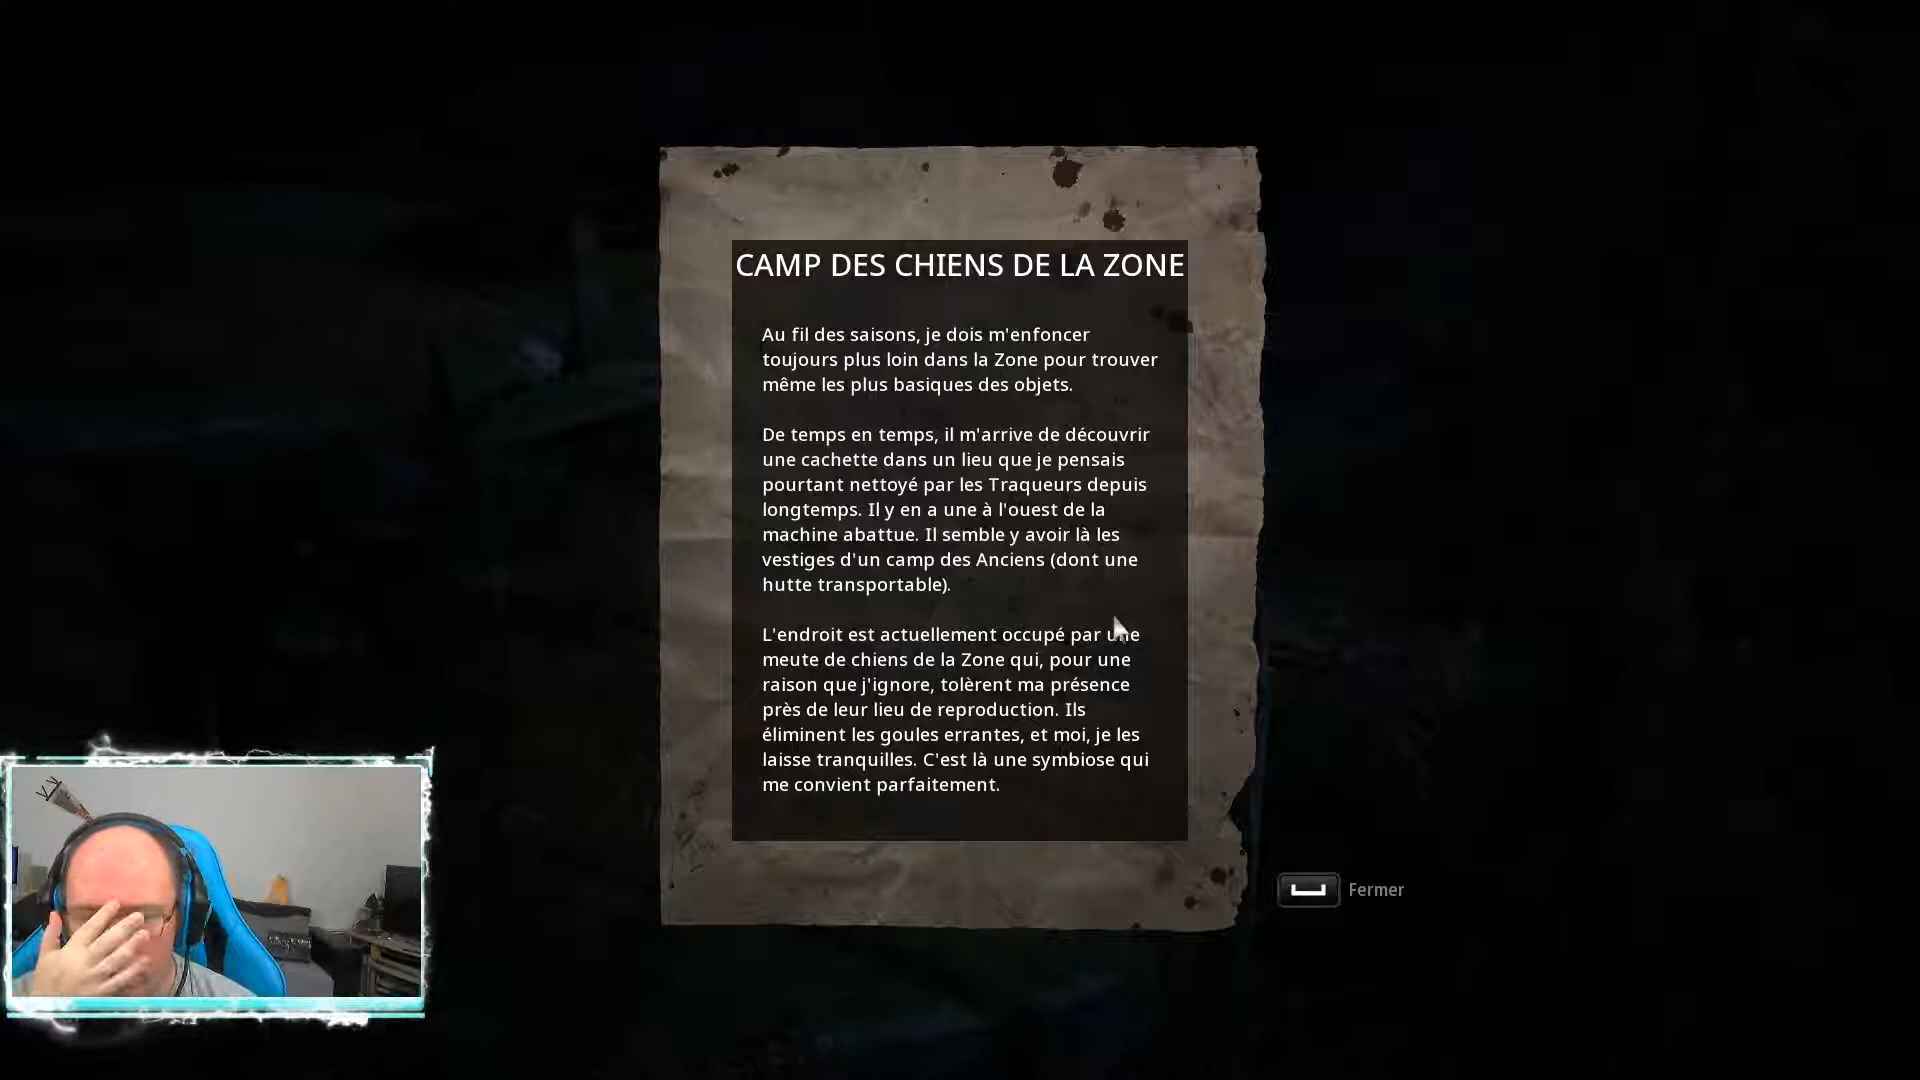 CAMP DES CHIENS DE LA ZONE
Au fil des saisons, je dois m'enfoncer
toujours plus loin dans la Zone pour trouver
même les plus basiques des objets.
De temps en temps, il m'arrive de découvrir
une cachette dans un lieu que je pensais
pourtant nettoyé par les Traqueurs depuis
longtemps. Il y en a une à l'ouest de la
machine abattue. Il semble y avoir là les
vestiges d'un camp des Anciens (dont une
hutte transportable).
L'endroit est actuellement occupé par une
meute de chiens de la Zone qui, pour une
raison que j'ignore, tolèrent ma présence
près de leur lieu de reproduction. Ils
éliminent les goules errantes, et moi, je les
laisse tranquilles. C'est là une symbiose qui
me convient parfaitement.
Fermer